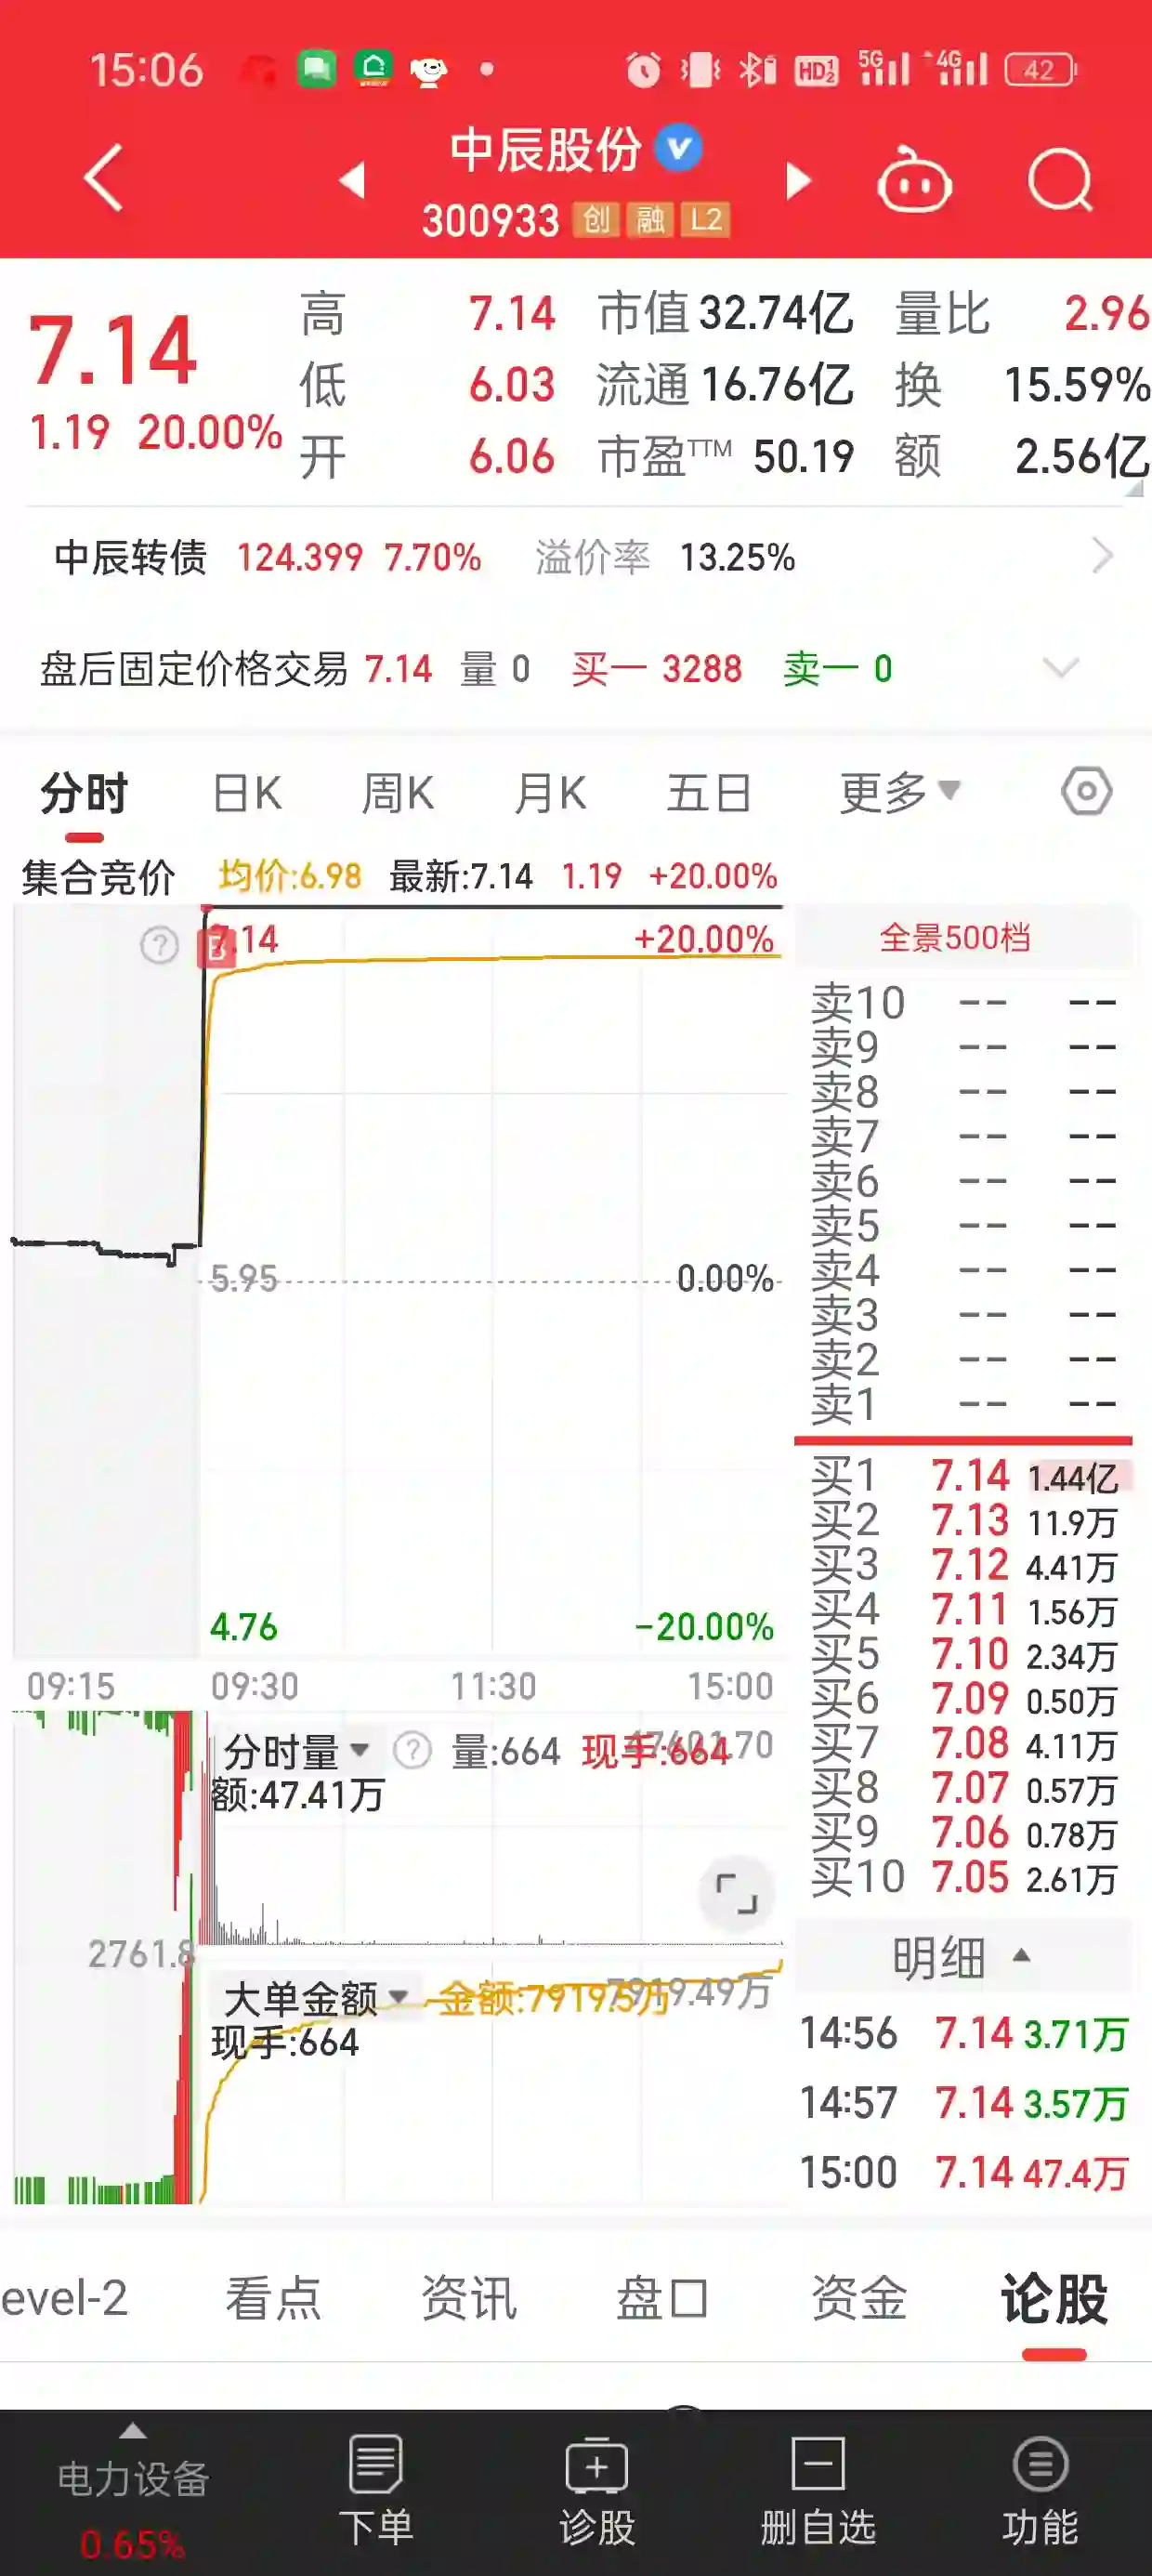 15:06 HD1 2 5G 4G 42
中辰股份
300933 创 融 L2
7.14 高 7.14 市值 32.74亿 量比 2.96
低 6.03 流通 16.76亿 换 15.59%
1.19 20.00% 开 6.06 市盈TTM 50.19 额 2.56亿
中辰转债 124.399 7.70% 溢价率 13.25%
盘后固定价格交易 7.14 量 0 买一 3288 卖一 0
分时 日K 周K 月K 五日 更多
集合竞价 均价:6.98 最新:7.14 1.19 +20.00%
B 7.14 +20.00%
5.95 0.00%
4.76 -20.00%
09:15 09:30 11:30 15:00
分时量 量:664 现手:664
额:47.41万
2761.8
大单金额 金额:7919.5万 7919.49万
现手:664
全景500档
卖10 -- --
卖9 -- --
卖8 -- --
卖7 -- --
卖6 -- --
卖5 -- --
卖4 -- --
卖3 -- --
卖2 -- --
卖1 -- --
买1 7.14 1.44亿
买2 7.13 11.9万
买3 7.12 4.41万
买4 7.11 1.56万
买5 7.10 2.34万
买6 7.09 0.50万
买7 7.08 4.11万
买8 7.07 0.57万
买9 7.06 0.78万
买10 7.05 2.61万
明细
14:56 7.14 3.71万
14:57 7.14 3.57万
15:00 7.14 47.4万
evel-2 看点 资讯 盘口 资金 论股
电力设备
0.65%
下单 诊股 删自选 功能